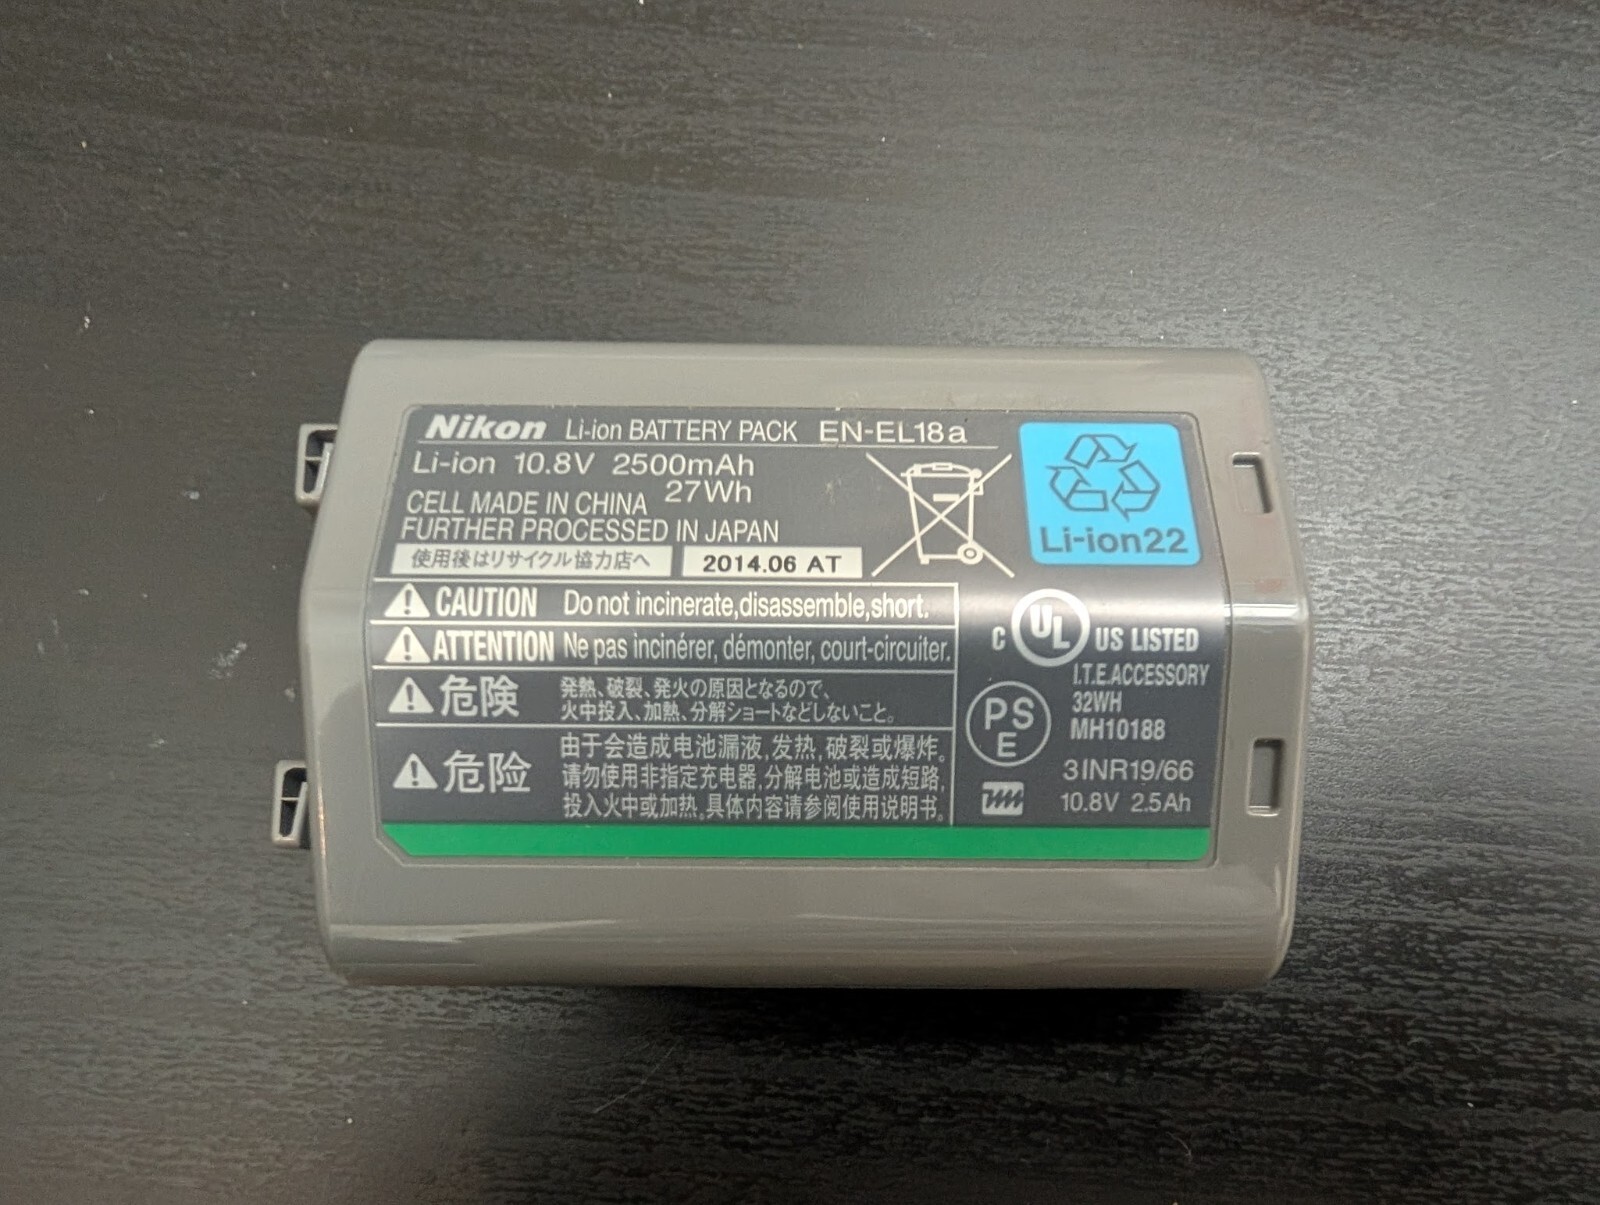 Nikon Li-ion BATTERY PACK EN-EL18a
Li-ion 10.8V 2500mAh
27Wh
CELL MADE IN CHINA
FURTHER PROCESSED IN JAPAN
使用後はリサイクル協力店へ
2014.06 AT
Li-ion22
CAUTION Do not incinerate,disassemble,short.
ATTENTION Ne pas incinérer, démonter, court-circuiter.
危険 発熱、破裂、発火の原因となるので、
火中投入、加熱、分解ショートなどしないこと。
危险 由于会造成电池漏液,发热,破裂或爆炸。
请勿使用非指定充电器,分解电池或造成短路,
投入火中或加热。具体内容请参阅使用说明书。
C UL US LISTED
I.T.E.ACCESSORY
32WH
MH10188
PS
E
3INR19/66
10.8V 2.5Ah